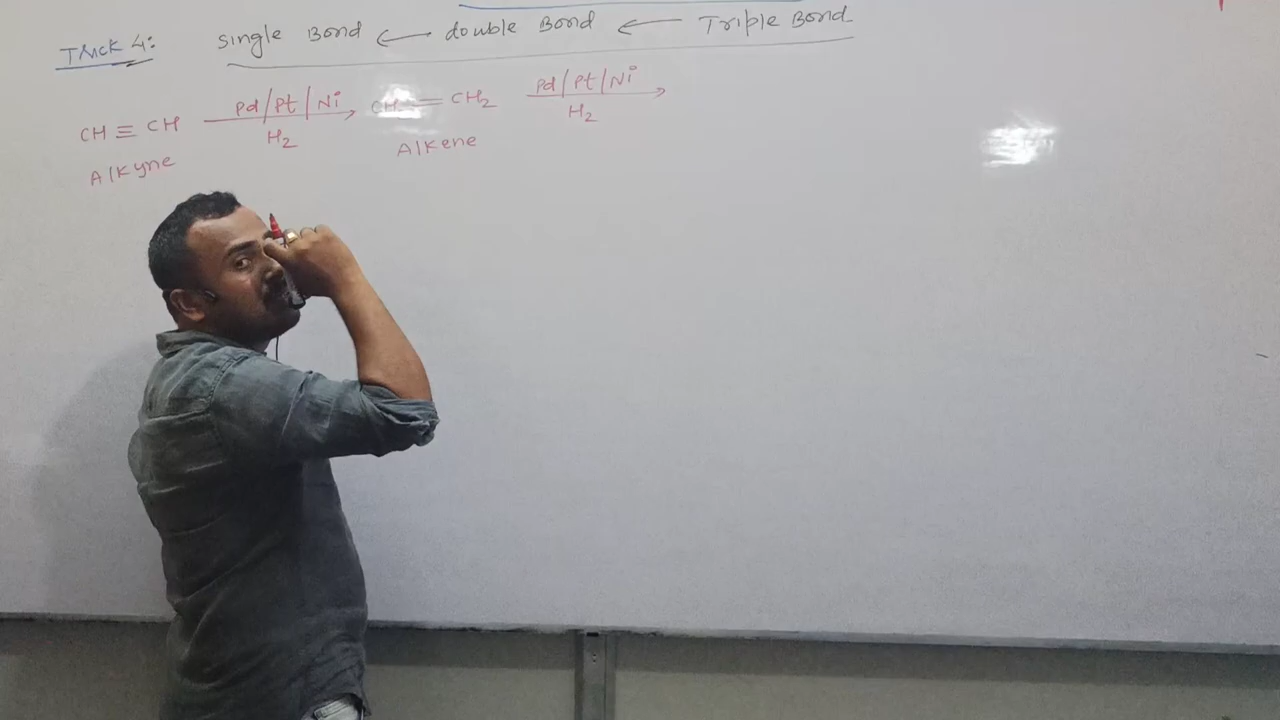 Trick 4: single Bond ← double Bond ← Triple Bond
CH ≡ CH Pd/Pt/Ni H2 → CH = CH2 Pd/Pt/Ni H2 →
Alkyne Alkene